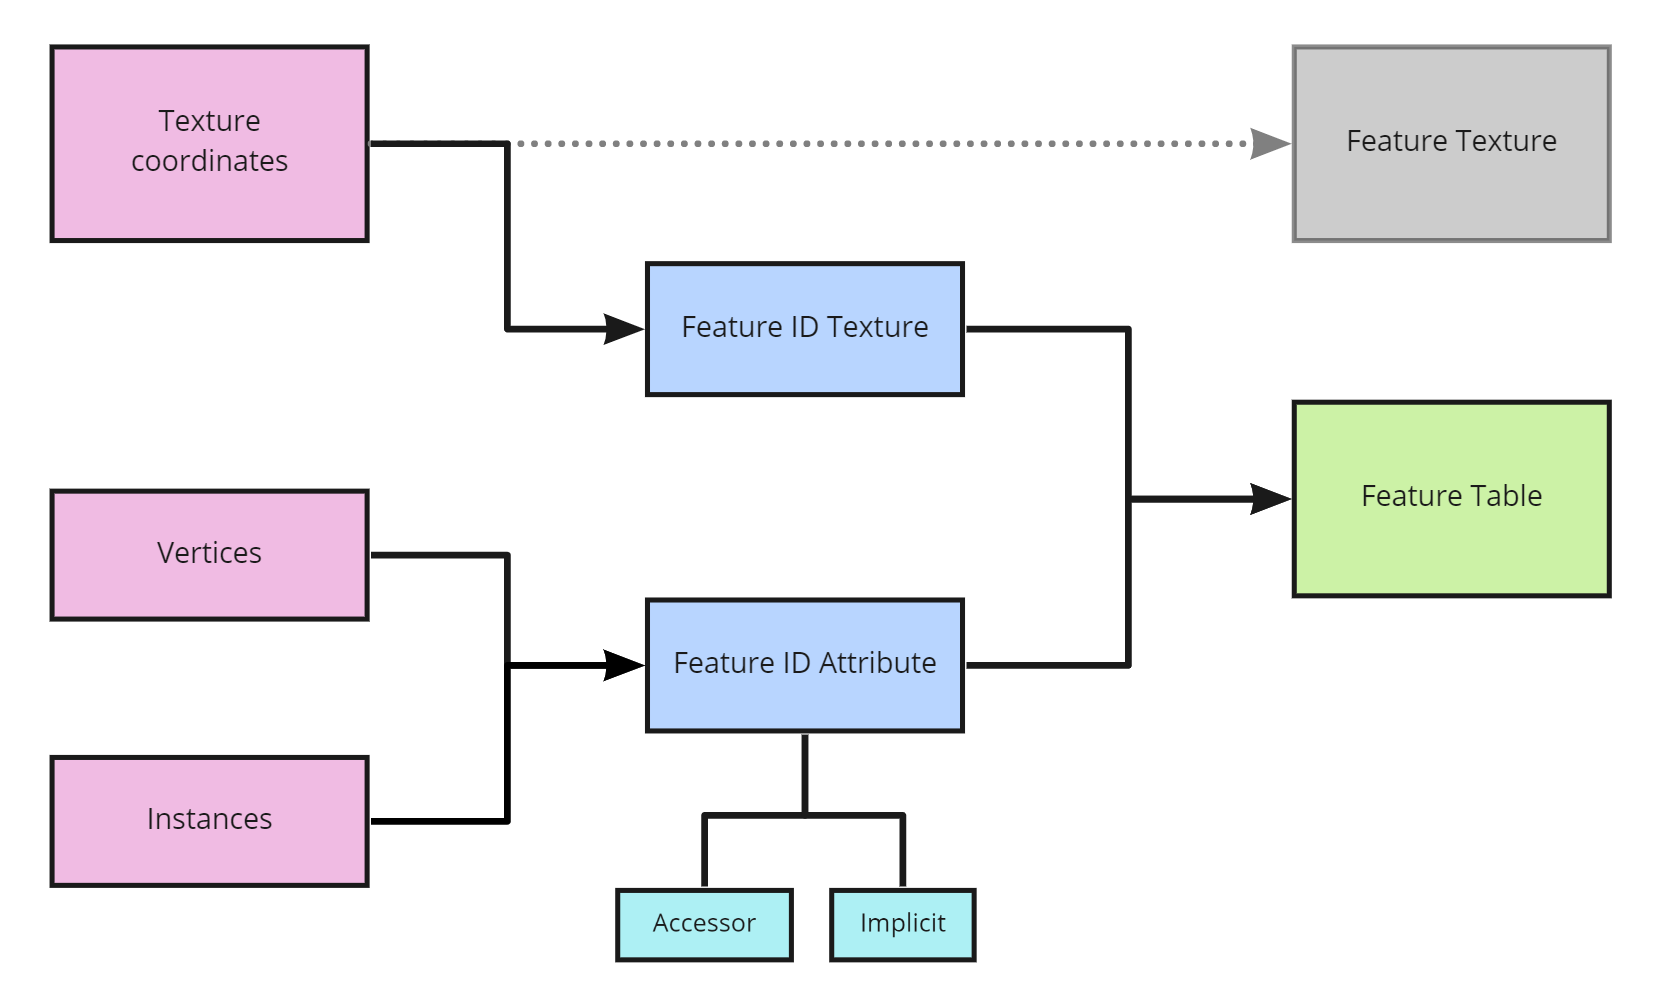 Texture
coordinates
Feature Texture
Feature ID Texture
Feature Table
Vertices
Feature ID Attribute
Instances
Accessor
Implicit